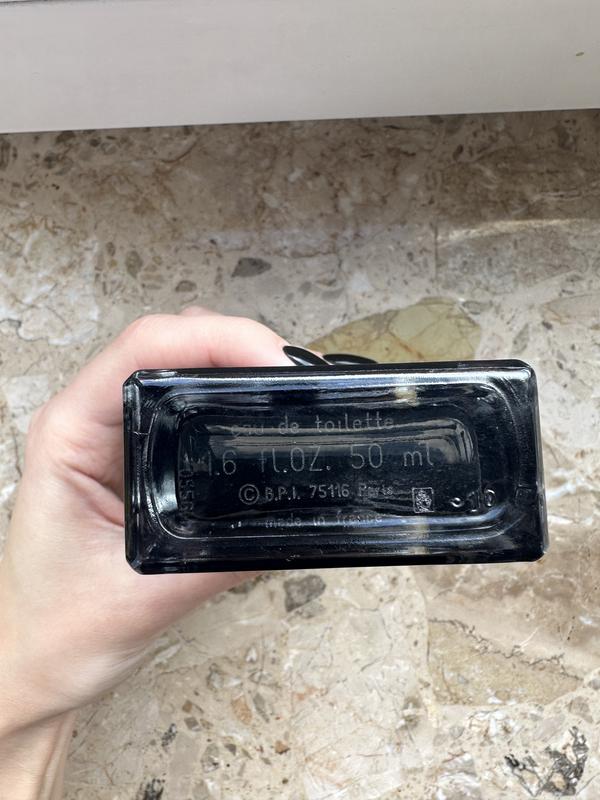 eau de toilette
1.6 fl.OZ. 50 ml
© B.P.I. 75116 Paris
made in france